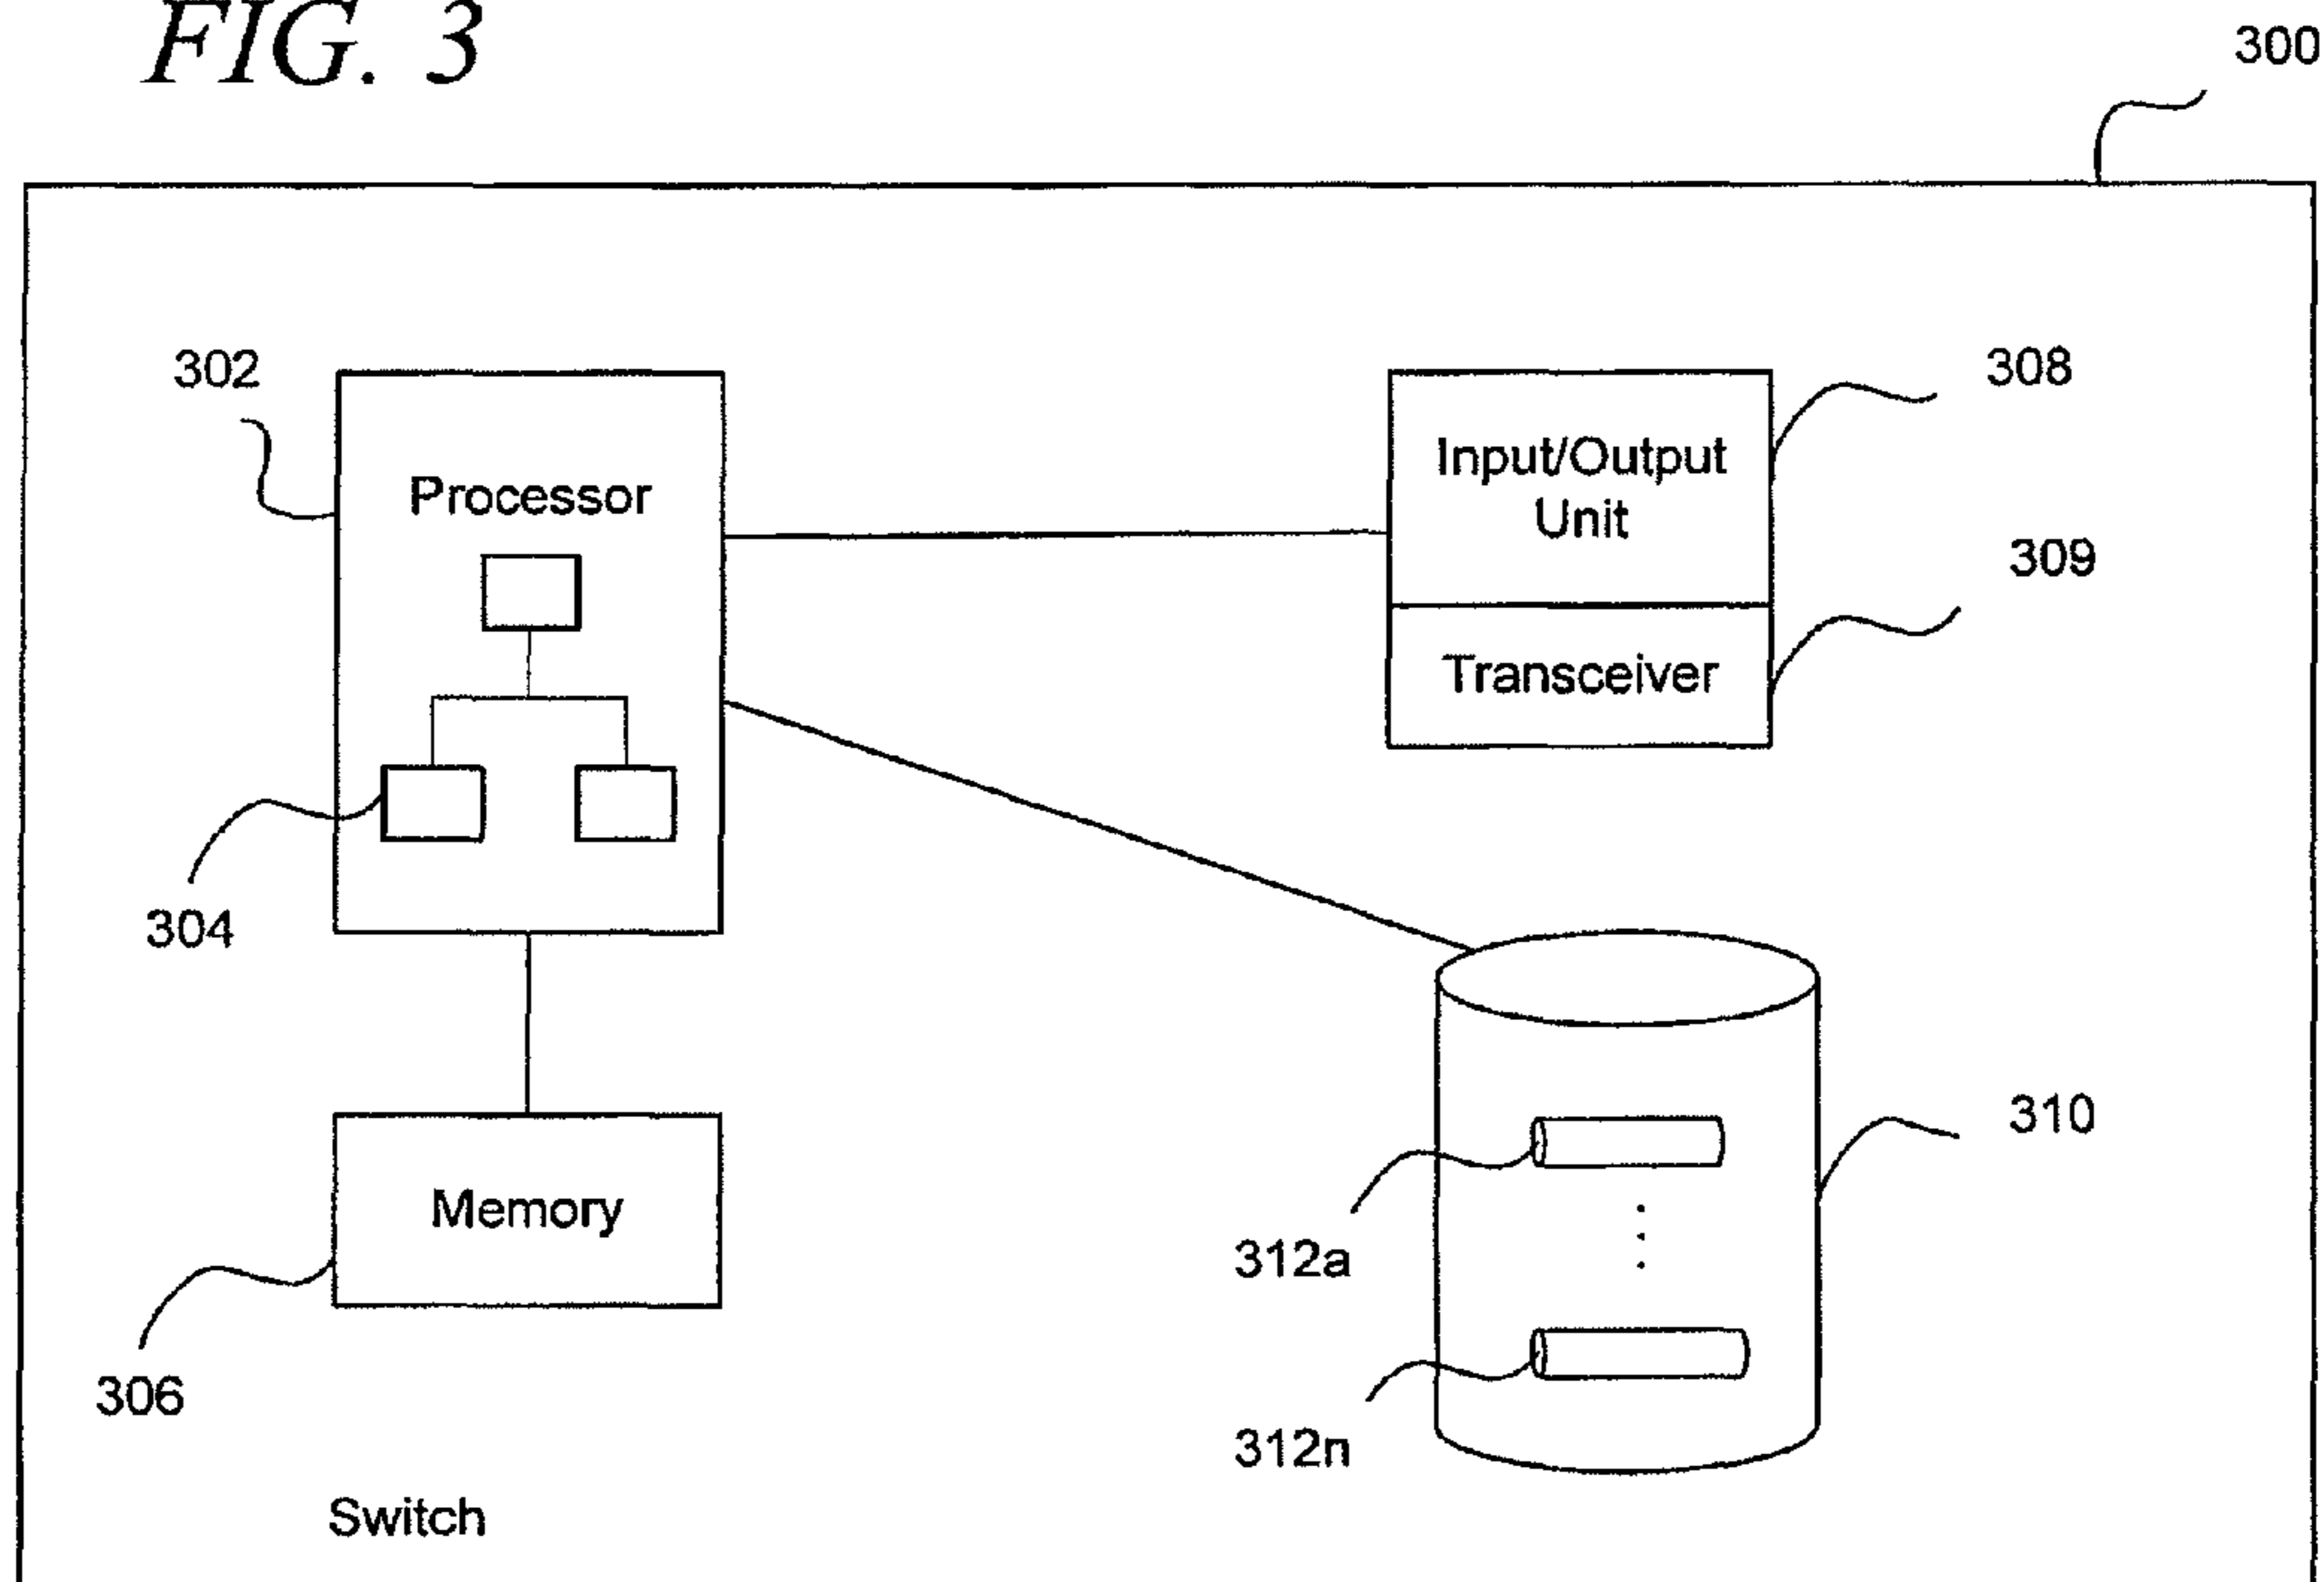 FIG. 3
300
302
308
Processor
Input/Output
Unit
309
Transceiver
304
310
Memory
312a
306
312n
Switch